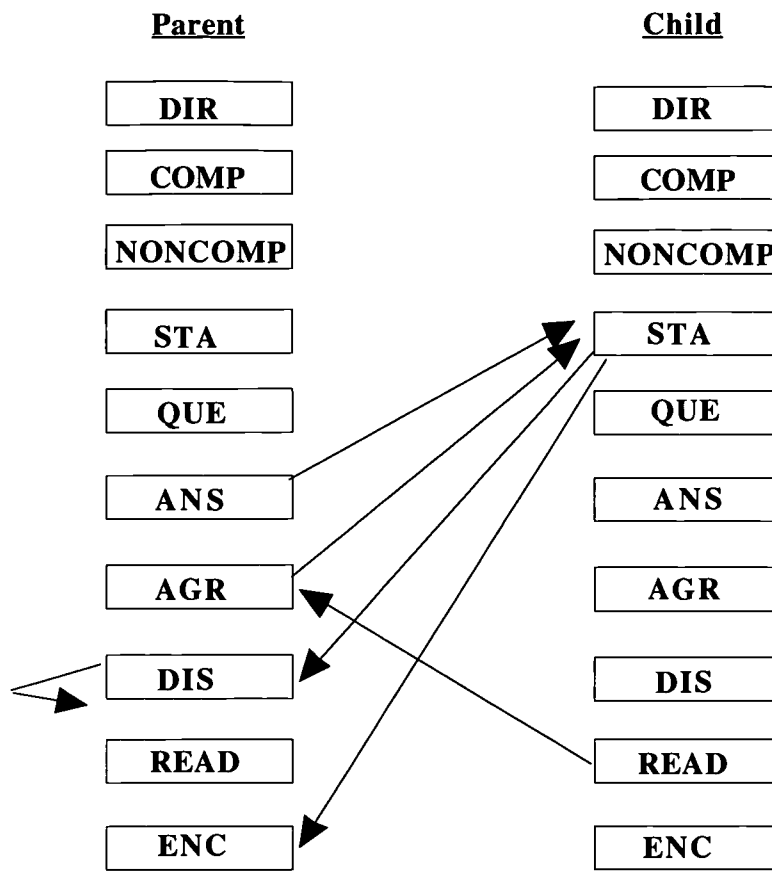 Parent Child
DIR DIR
COMP COMP
NONCOMP NONCOMP
STA STA
QUE QUE
ANS ANS
AGR AGR
DIS DIS
READ READ
ENC ENC